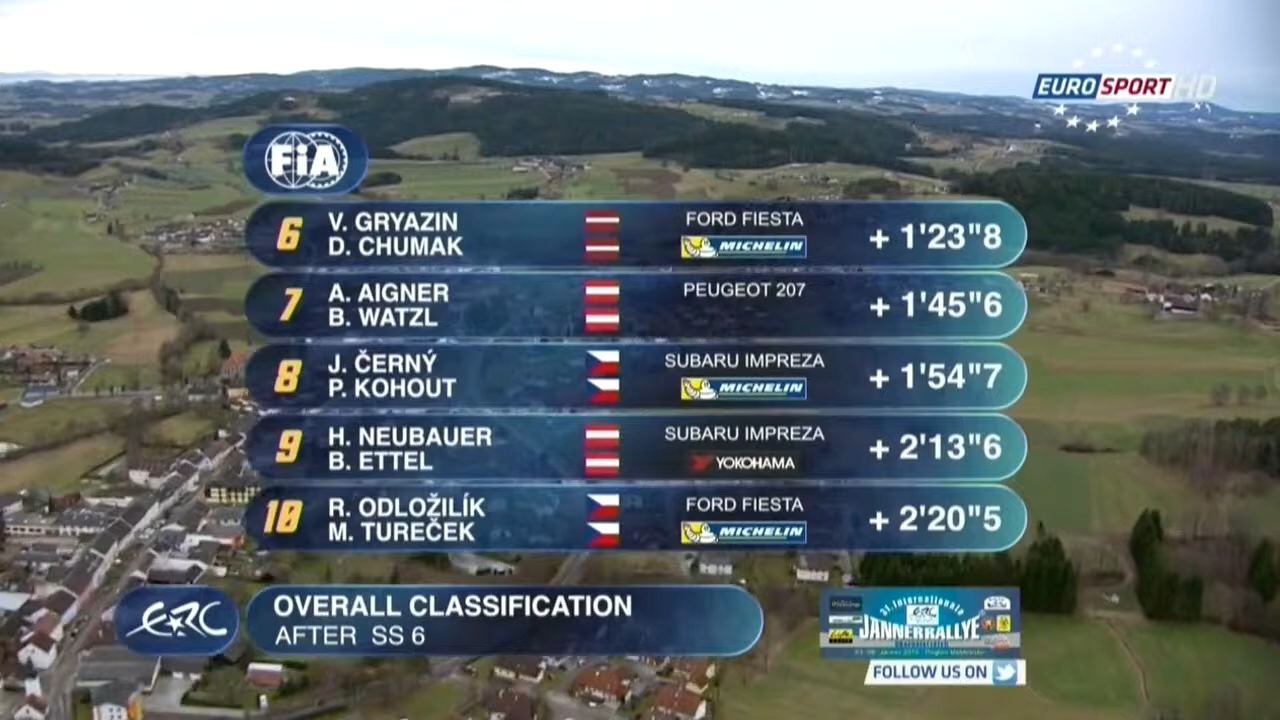 EUROSPORT HD
FiA
6 V. GRYAZIN FORD FIESTA
D. CHUMAK MICHELIN + 1'23"8
7 A. AIGNER PEUGEOT 207
B. WATZL + 1'45"6
8 J. ČERNÝ SUBARU IMPREZA
P. KOHOUT MICHELIN + 1'54"7
9 H. NEUBAUER SUBARU IMPREZA
B. ETTEL YOKOHAMA + 2'13"6
10 R. ODLOŽILÍK FORD FIESTA
M. TUREČEK MICHELIN + 2'20"5
ERC OVERALL CLASSIFICATION
AFTER SS 6
31. Internationale
ERC
JÄNNERRALLYE
FOLLOW US ON